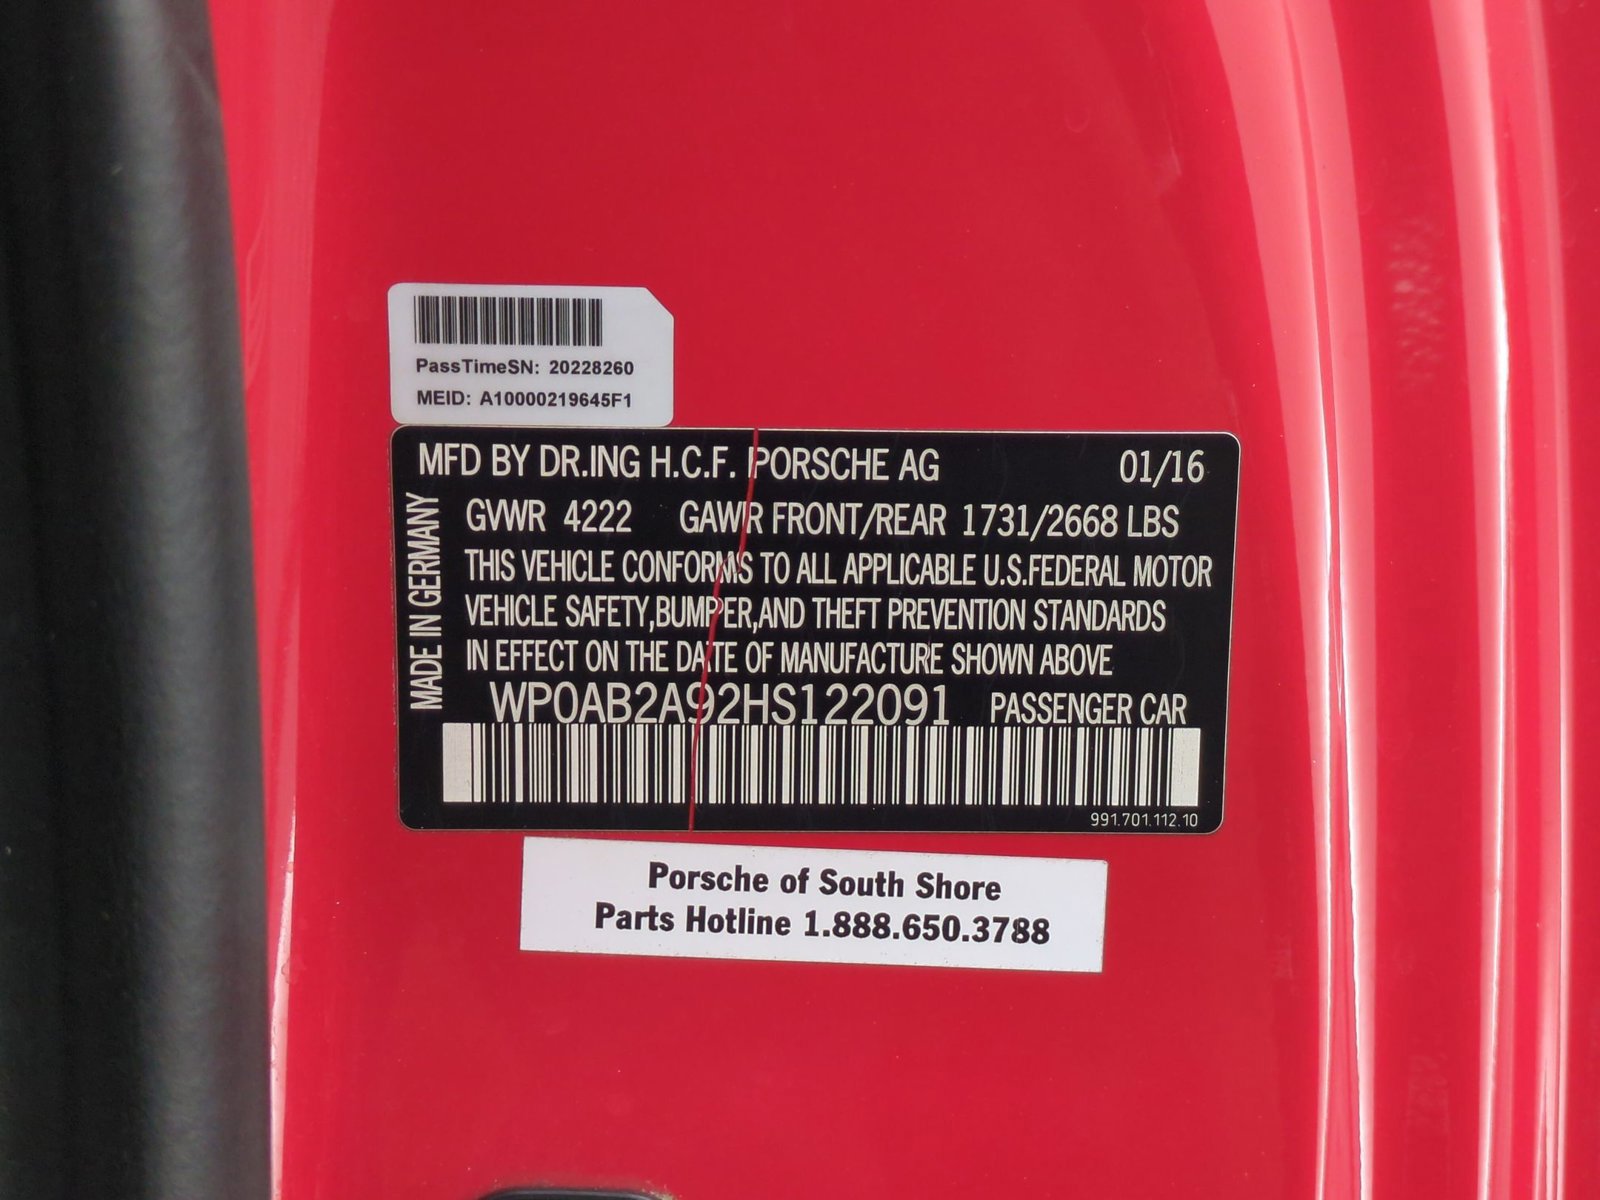 PassTimeSN: 20228260
MEID: A10000219645F1
MFD BY DR.ING H.C.F. PORSCHE AG 01/16
MADE IN GERMANY
GVWR 4222 GAWR FRONT/REAR 1731/2668 LBS
THIS VEHICLE CONFORMS TO ALL APPLICABLE U.S.FEDERAL MOTOR
VEHICLE SAFETY,BUMPER,AND THEFT PREVENTION STANDARDS
IN EFFECT ON THE DATE OF MANUFACTURE SHOWN ABOVE
WP0AB2A92HS122091 PASSENGER CAR
991.701.112.10
Porsche of South Shore
Parts Hotline 1.888.650.3788